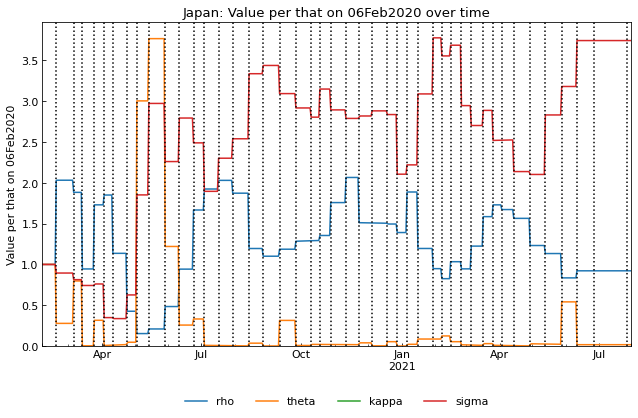 Japan: Value per that on 06Feb2020 over time
Value per that on 06Feb2020
3.5
3.0
2.5
2.0
1.5
1.0
0.5
0.0
Apr Jul Oct Jan Apr Jul
2021
rho theta kappa sigma